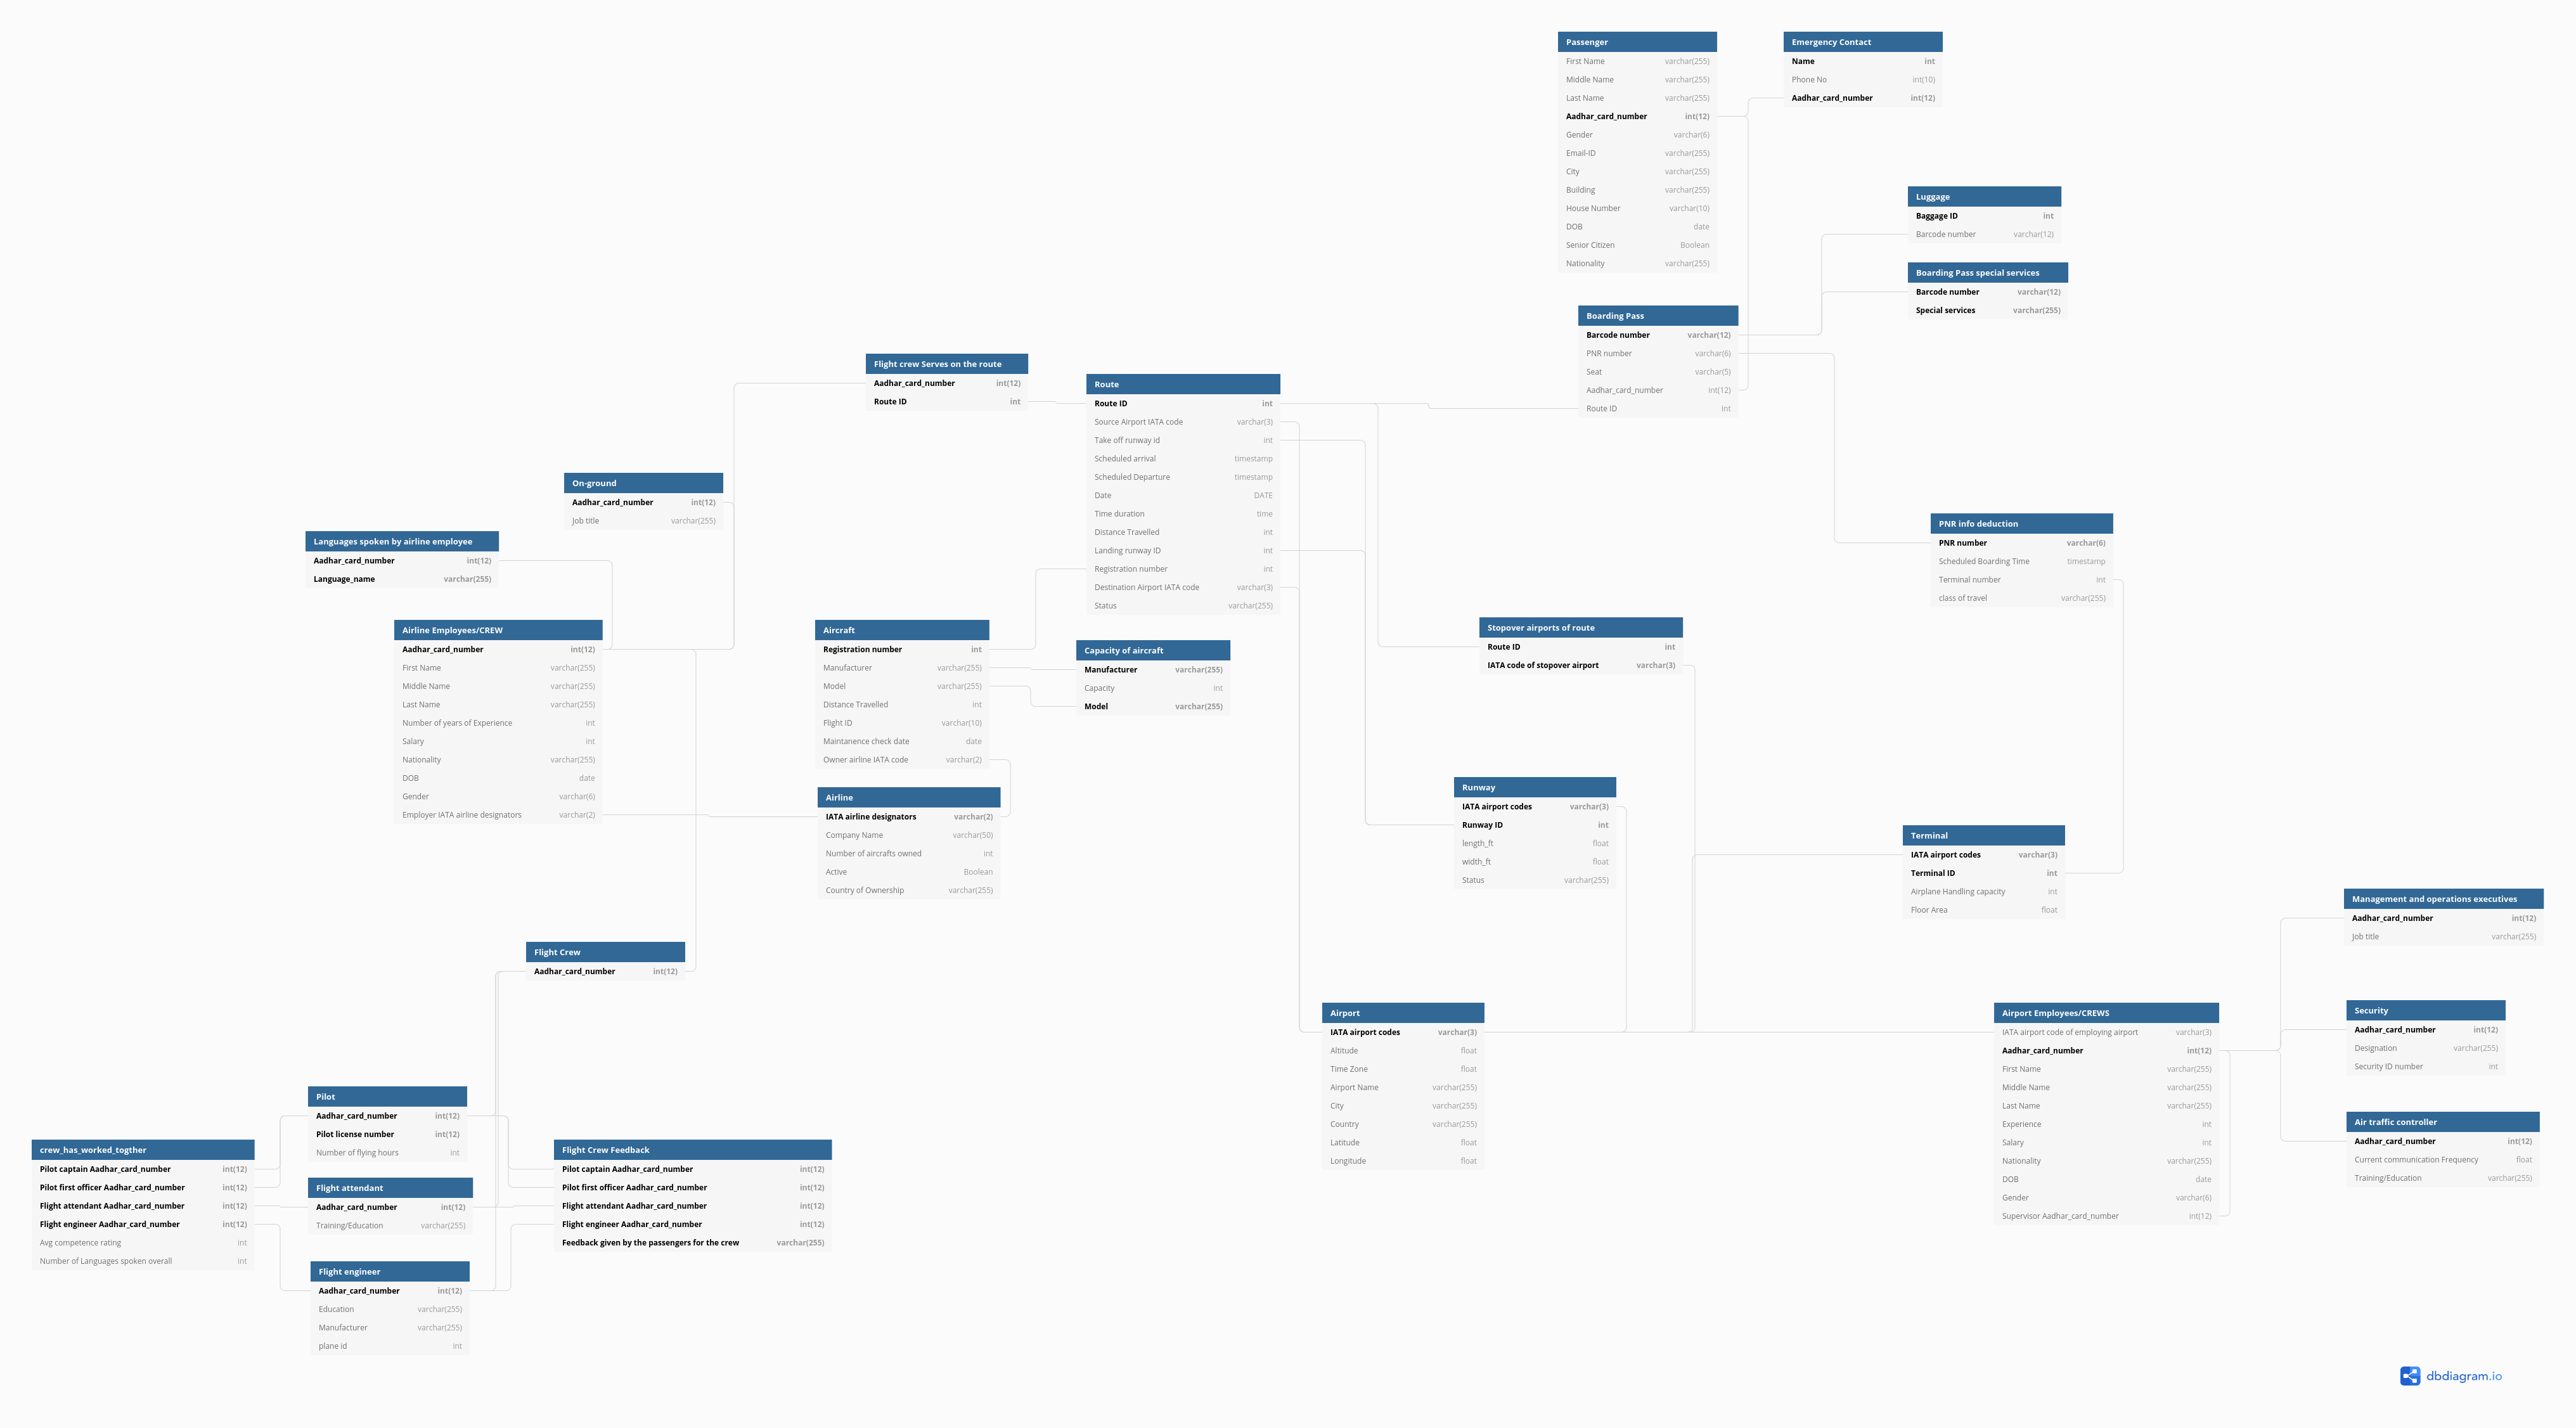 Passenger
First Name varchar(255)
Middle Name varchar(255)
Last Name varchar(255)
Aadhar_card_number int(12)
Gender varchar(6)
Email-ID varchar(255)
City varchar(255)
Building varchar(255)
House Number varchar(10)
DOB date
Senior Citizen Boolean
Nationality varchar(255)
Emergency Contact
Name int
Phone No int(10)
Aadhar_card_number int(12)
Luggage
Baggage ID int
Barcode number varchar(12)
Boarding Pass special services
Barcode number varchar(12)
Special services varchar(255)
Boarding Pass
Barcode number varchar(12)
PNR number varchar(6)
Seat varchar(5)
Aadhar_card_number int(12)
Route ID int
Flight crew Serves on the route
Aadhar_card_number int(12)
Route ID int
Route
Route ID int
Source Airport IATA code varchar(3)
Take off runway id int
Scheduled arrival timestamp
Scheduled Departure timestamp
Date DATE
Time duration time
Distance Travelled int
Landing runway ID int
Registration number int
Destination Airport IATA code varchar(3)
Status varchar(255)
On-ground
Aadhar_card_number int(12)
Job title varchar(255)
Languages spoken by airline employee
Aadhar_card_number int(12)
Language_name varchar(255)
PNR info deduction
PNR number varchar(6)
Scheduled Boarding Time timestamp
Terminal number int
class of travel varchar(255)
Airline Employees/CREW
Aadhar_card_number int(12)
First Name varchar(255)
Middle Name varchar(255)
Last Name varchar(255)
Number of years of Experience int
Salary int
Nationality varchar(255)
DOB date
Gender varchar(6)
Employer IATA airline designators varchar(2)
Aircraft
Registration number int
Manufacturer varchar(255)
Model varchar(255)
Distance Travelled int
Flight ID varchar(10)
Maintanence check date date
Owner airline IATA code varchar(2)
Capacity of aircraft
Manufacturer varchar(255)
Capacity int
Model varchar(255)
Stopover airports of route
Route ID int
IATA code of stopover airport varchar(3)
Airline
IATA airline designators varchar(2)
Company Name varchar(50)
Number of aircrafts owned int
Active Boolean
Country of Ownership varchar(255)
Runway
IATA airport codes varchar(3)
Runway ID int
length_ft float
width_ft float
Status varchar(255)
Terminal
IATA airport codes varchar(3)
Terminal ID int
Airplane Handling capacity int
Floor Area float
Management and operations executives
Aadhar_card_number int(12)
Job title varchar(255)
Flight Crew
Aadhar_card_number int(12)
Airport
IATA airport codes varchar(3)
Altitude float
Time Zone float
Airport Name varchar(255)
City varchar(255)
Country varchar(255)
Latitude float
Longitude float
Airport Employees/CREWS
IATA airport code of employing airport varchar(3)
Aadhar_card_number int(12)
First Name varchar(255)
Middle Name varchar(255)
Last Name varchar(255)
Experience int
Salary int
Nationality varchar(255)
DOB date
Gender varchar(6)
Supervisor Aadhar_card_number int(12)
Security
Aadhar_card_number int(12)
Designation varchar(255)
Security ID number int
Air traffic controller
Aadhar_card_number int(12)
Current communication Frequency float
Training/Education varchar(255)
Pilot
Aadhar_card_number int(12)
Pilot license number int(12)
Number of flying hours int
crew_has_worked_togther
Pilot captain Aadhar_card_number int(12)
Pilot first officer Aadhar_card_number int(12)
Flight attendant Aadhar_card_number int(12)
Flight engineer Aadhar_card_number int(12)
Avg competence rating int
Number of Languages spoken overall int
Flight attendant
Aadhar_card_number int(12)
Training/Education varchar(255)
Flight Crew Feedback
Pilot captain Aadhar_card_number int(12)
Pilot first officer Aadhar_card_number int(12)
Flight attendant Aadhar_card_number int(12)
Flight engineer Aadhar_card_number int(12)
Feedback given by the passengers for the crew varchar(255)
Flight engineer
Aadhar_card_number int(12)
Education varchar(255)
Manufacturer varchar(255)
plane id int
dbdiagram.io